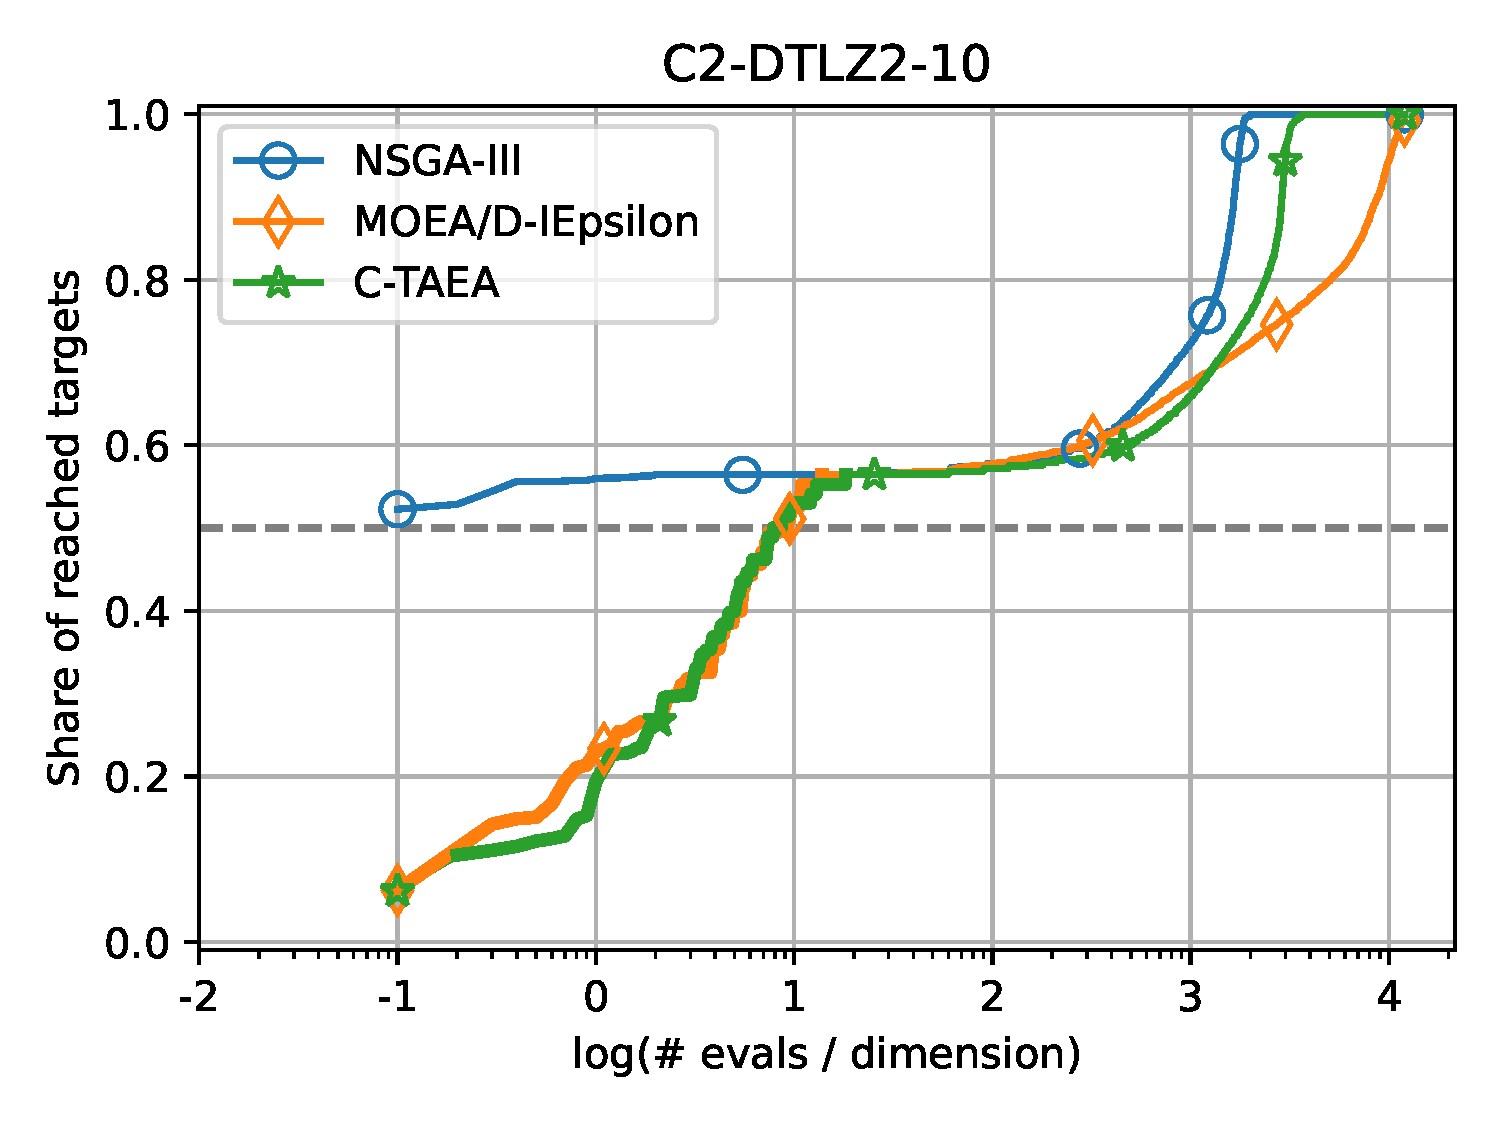 C2-DTLZ2-10
NSGA-III
MOEA/D-IEpsilon
C-TAEA
Share of reached targets
1.0
0.8
0.6
0.4
0.2
0.0
-2 -1 0 1 2 3 4
log(# evals / dimension)